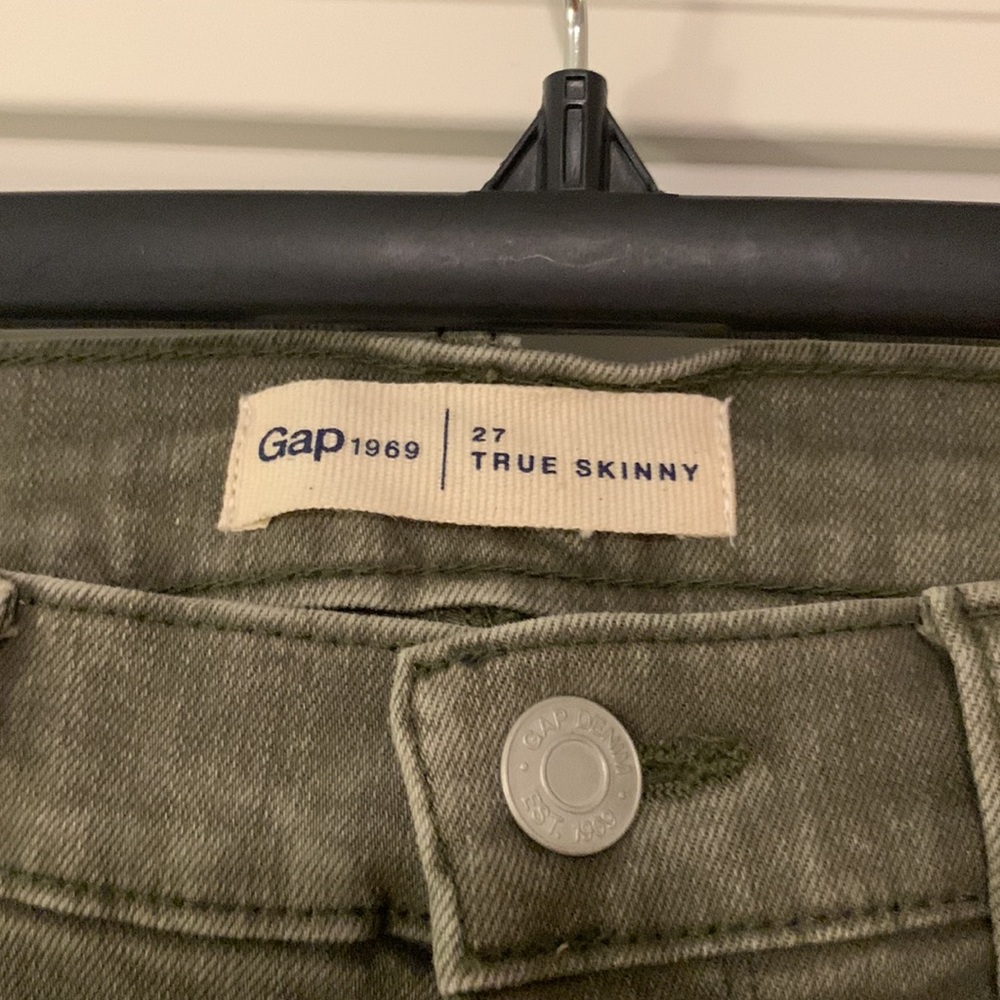 Gap 1969
27
TRUE SKINNY
GAP DENIM
EST. 1969